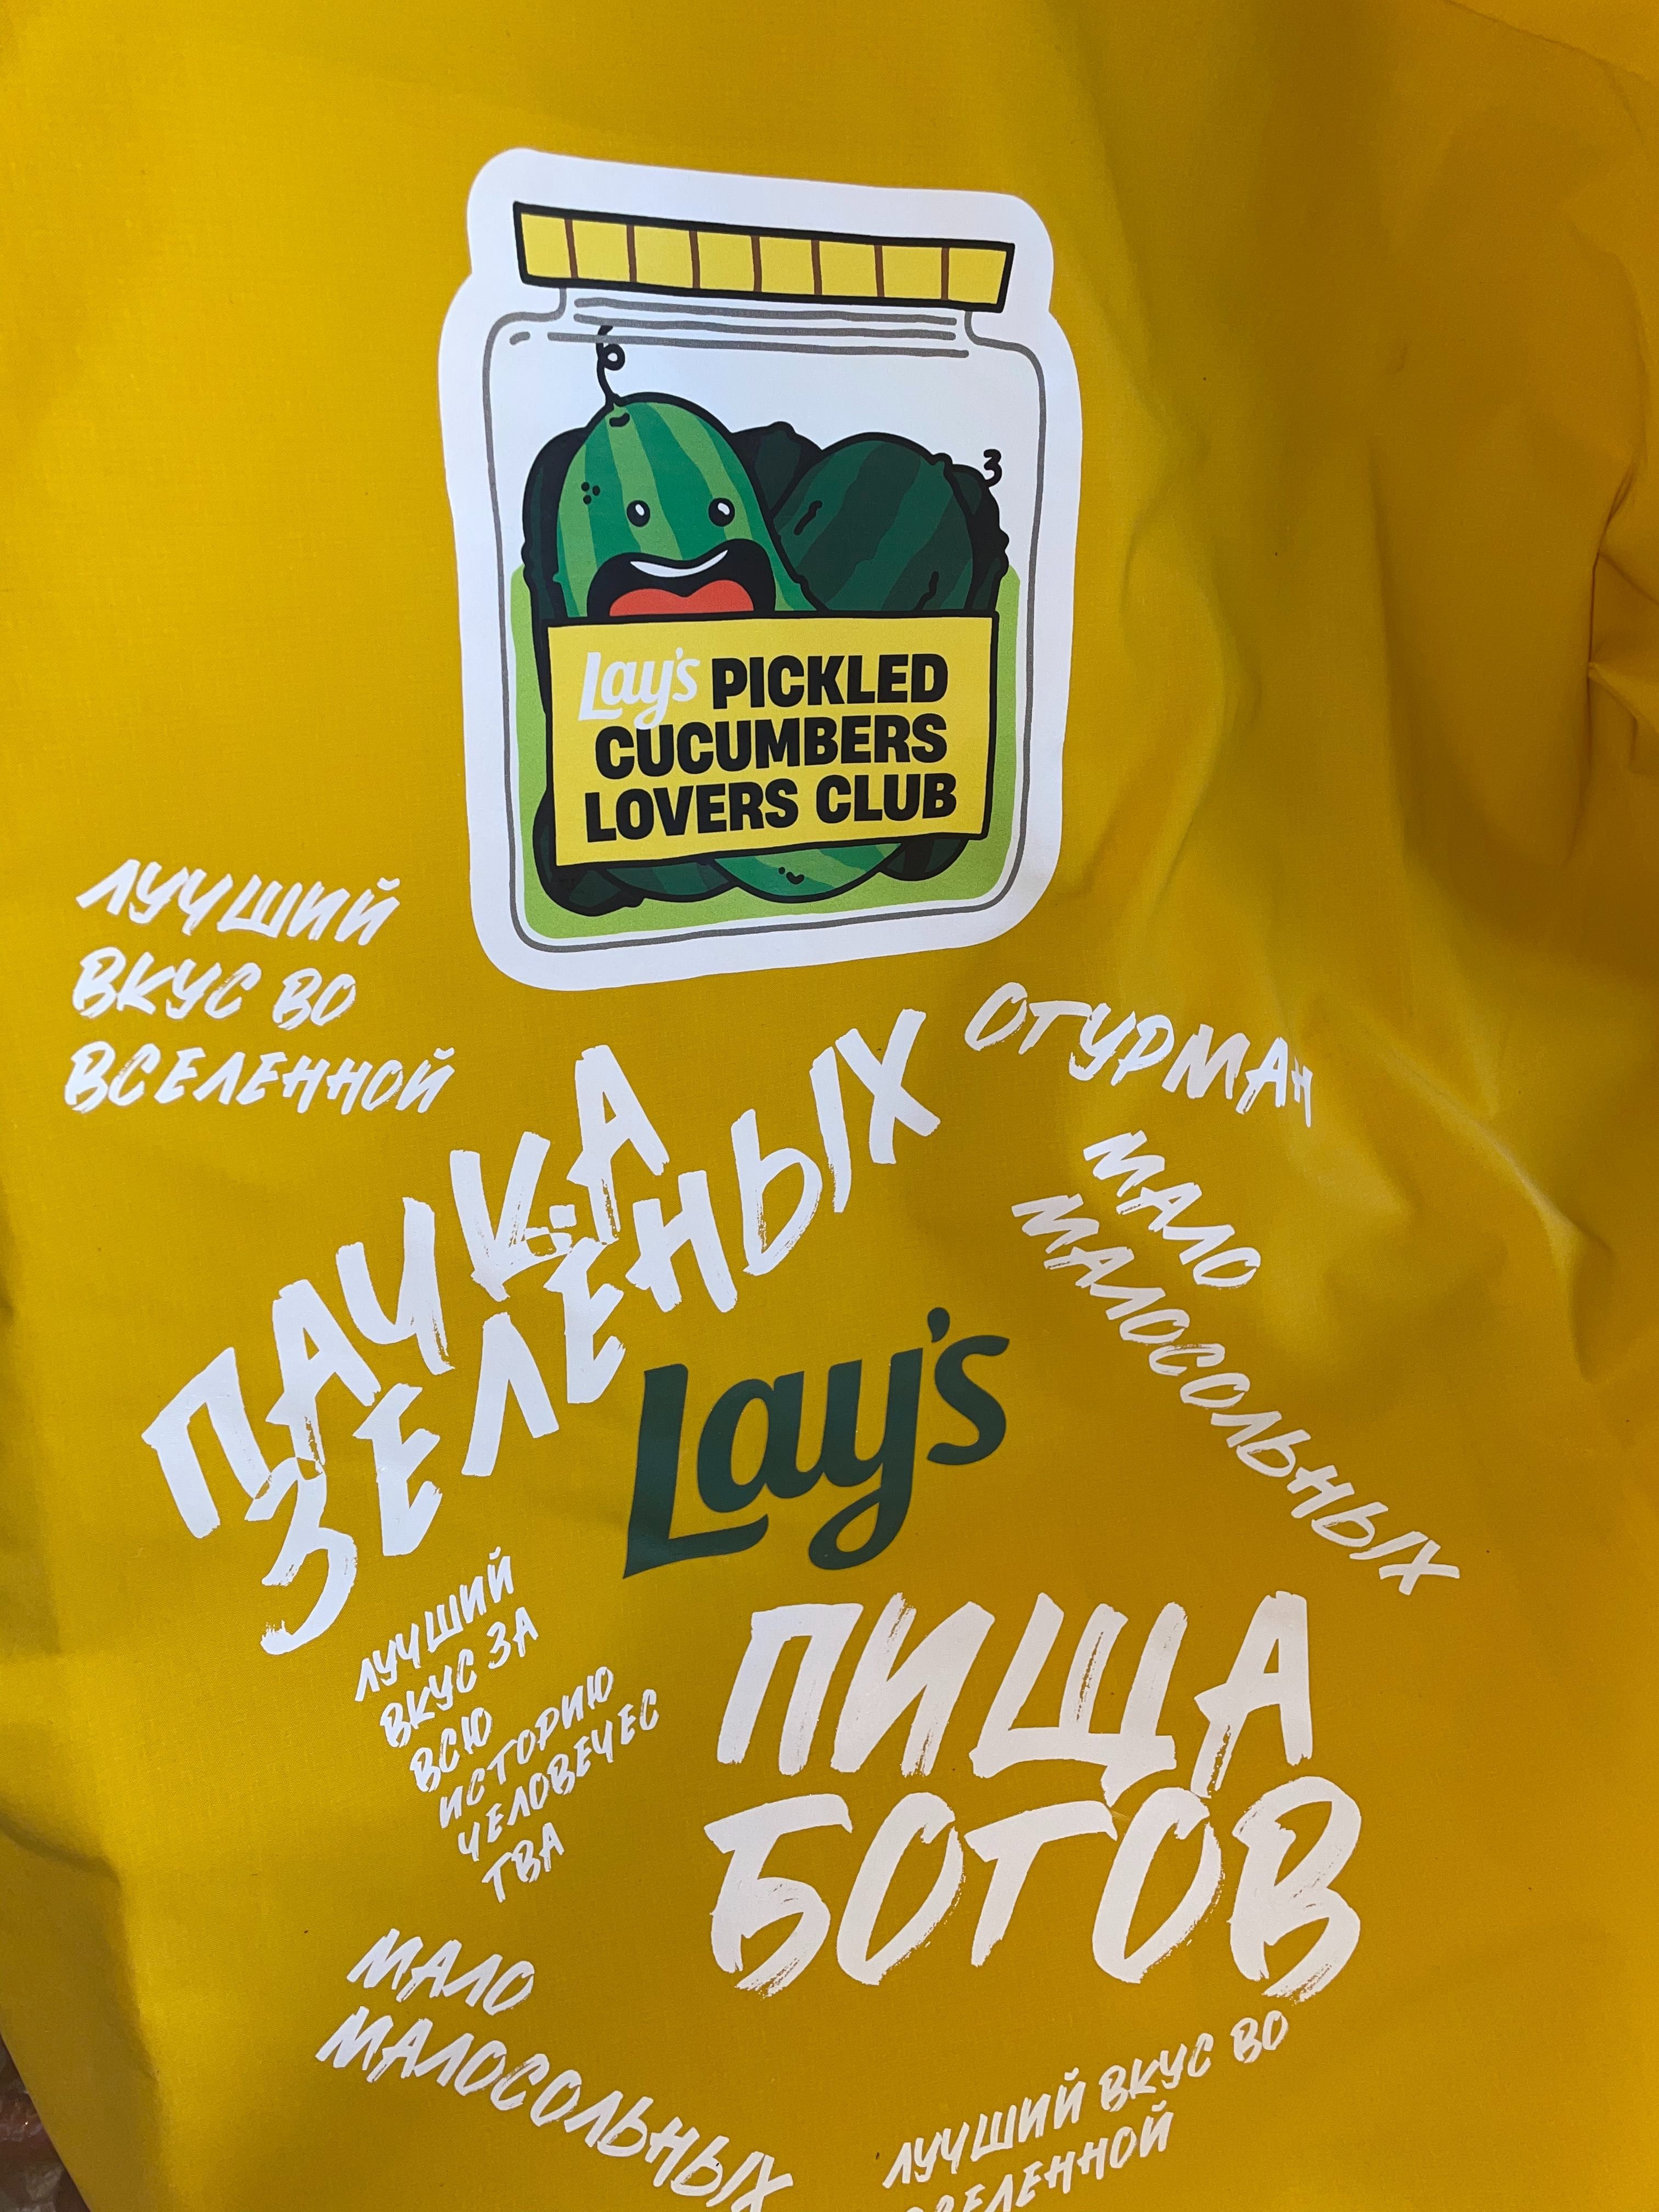 Lay's PICKLED
CUCUMBERS
LOVERS CLUB
ЛУЧШИЙ
ВКУС ВО
ВСЕЛЕННОЙ
ОГУРМАН
ПАЧКА
ЗЕЛЁНЫХ
МАЛО
МАЛОСОЛЬНЫХ
Lay's
ЛУЧШИЙ
ВКУС ЗА
ВСЮ
ИСТОРИЮ
ЧЕЛОВЕЧЕС
ТВА
ПИЩА
БОГОВ
МАЛО
МАЛОСОЛЬНЫХ
ЛУЧШИЙ ВКУС ВО
ВСЕЛЕННОЙ